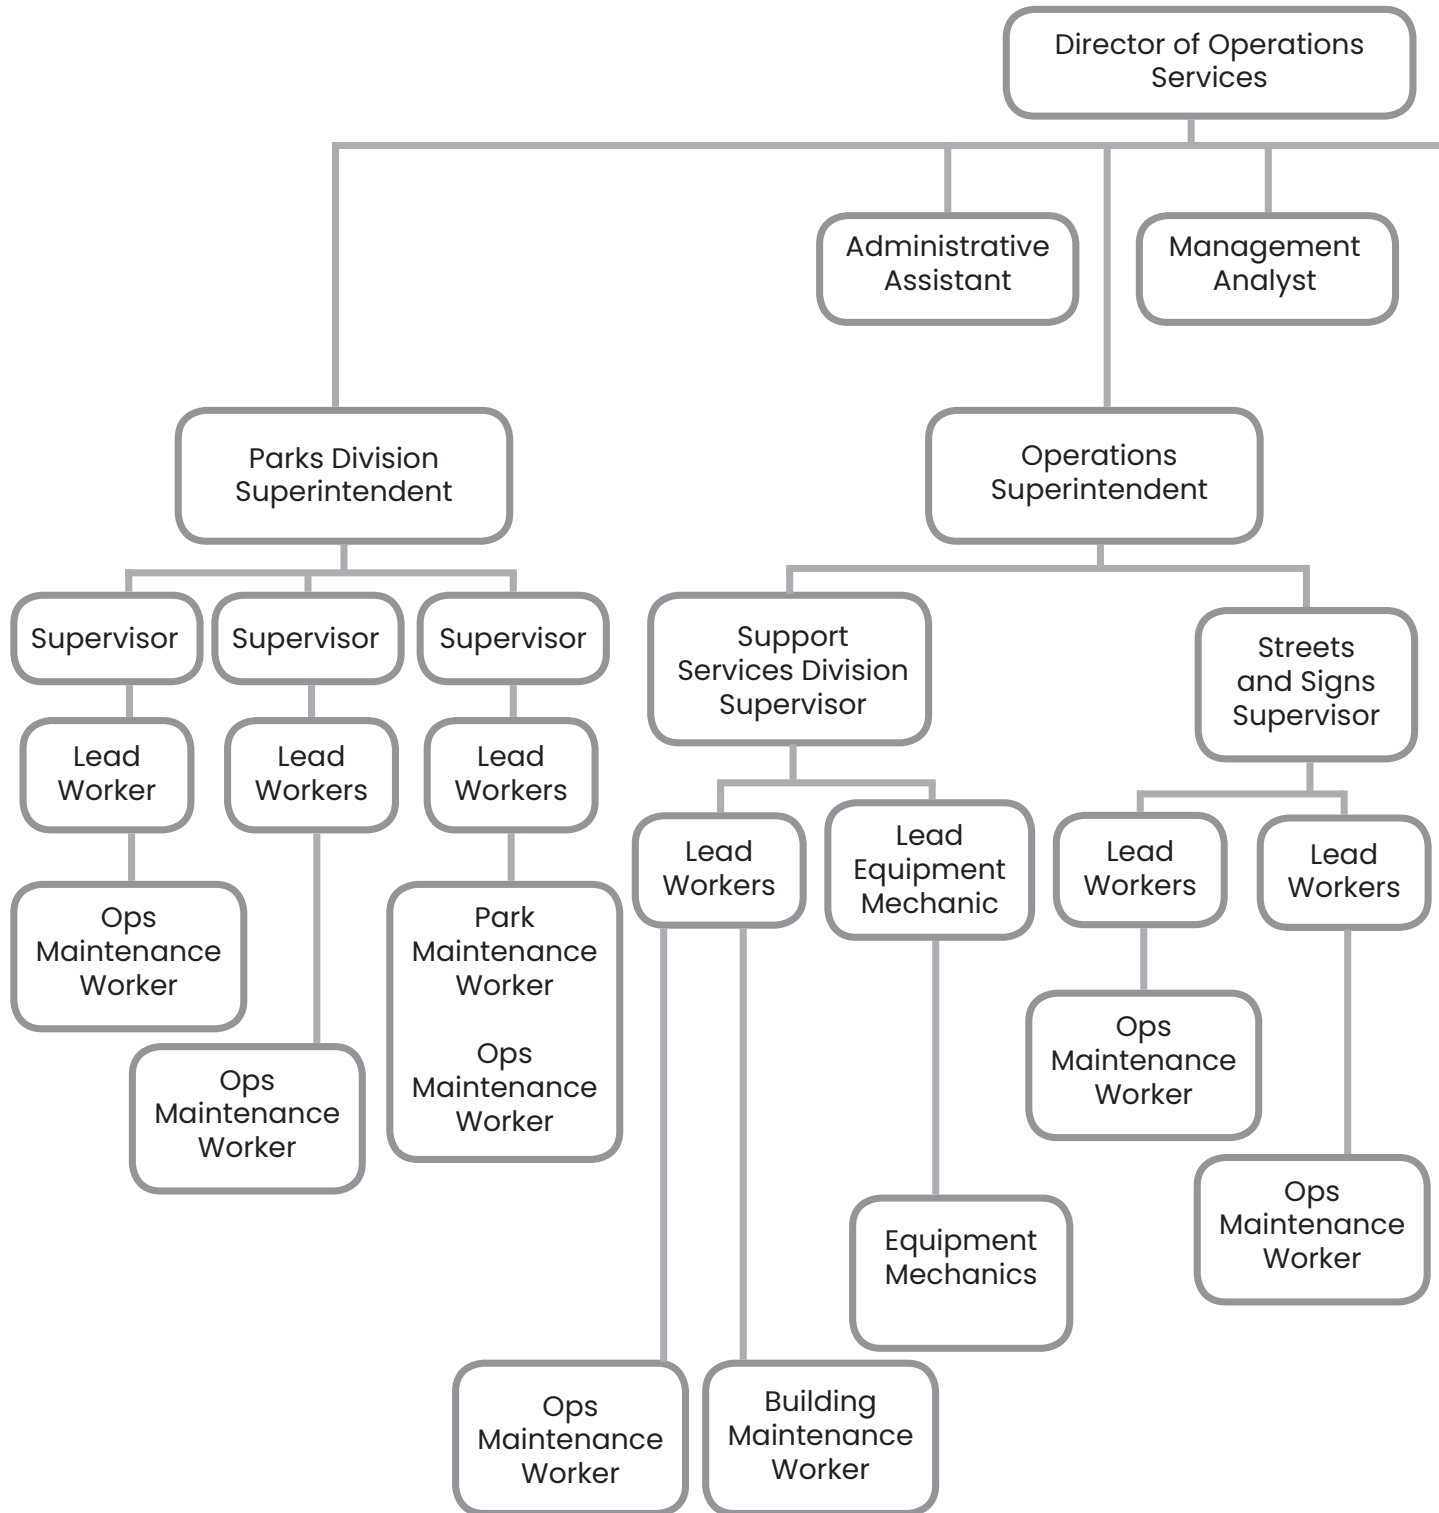 Director of Operations
Services
Administrative
Assistant
Management
Analyst
Parks Division
Superintendent
Operations
Superintendent
Supervisor
Supervisor
Supervisor
Support
Services Division
Supervisor
Streets
and Signs
Supervisor
Lead
Worker
Lead
Workers
Lead
Workers
Lead
Workers
Lead
Equipment
Mechanic
Lead
Workers
Lead
Workers
Ops
Maintenance
Worker
Ops
Maintenance
Worker
Park
Maintenance
Worker
Ops
Maintenance
Worker
Ops
Maintenance
Worker
Ops
Maintenance
Worker
Equipment
Mechanics
Ops
Maintenance
Worker
Building
Maintenance
Worker